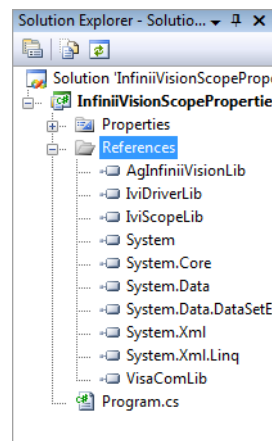 Solution Explorer - Solutio...
Solution 'InfiniiVisionScopePrope
InfiniiVisionScopePropertie
Properties
References
AgInfiniiVisionLib
IviDriverLib
IviScopeLib
System
System.Core
System.Data
System.Data.DataSetE
System.Xml
System.Xml.Linq
VisaComLib
Program.cs